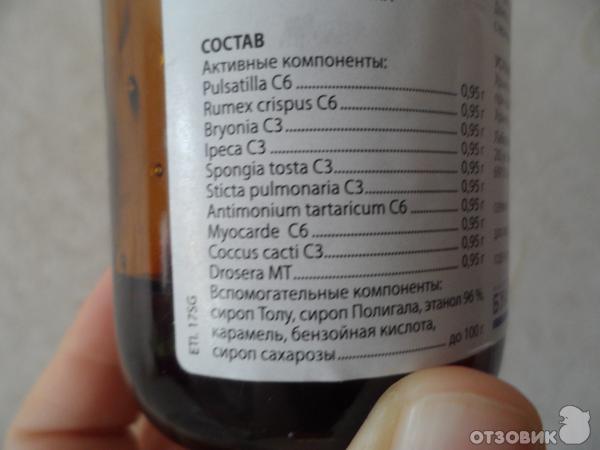 СОСТАВ
Активные компоненты:
Pulsatilla C6 0,95 г
Rumex crispus C6 0,95 г
Bryonia C3 0,95 г
Ipeca C3 0,95 г
Spongia tosta C3 0,95 г
Sticta pulmonaria C3 0,95 г
Antimonium tartaricum C6 0,95 г
Myocarde C6 0,95 г
Coccus cacti C3 0,95 г
Drosera MT 0,95 г
Вспомогательные компоненты:
сироп Толу, сироп Полигала, этанол 96 %,
карамель, бензойная кислота,
сироп сахарозы до 100 г
ETL 175G
ОТЗОВИК